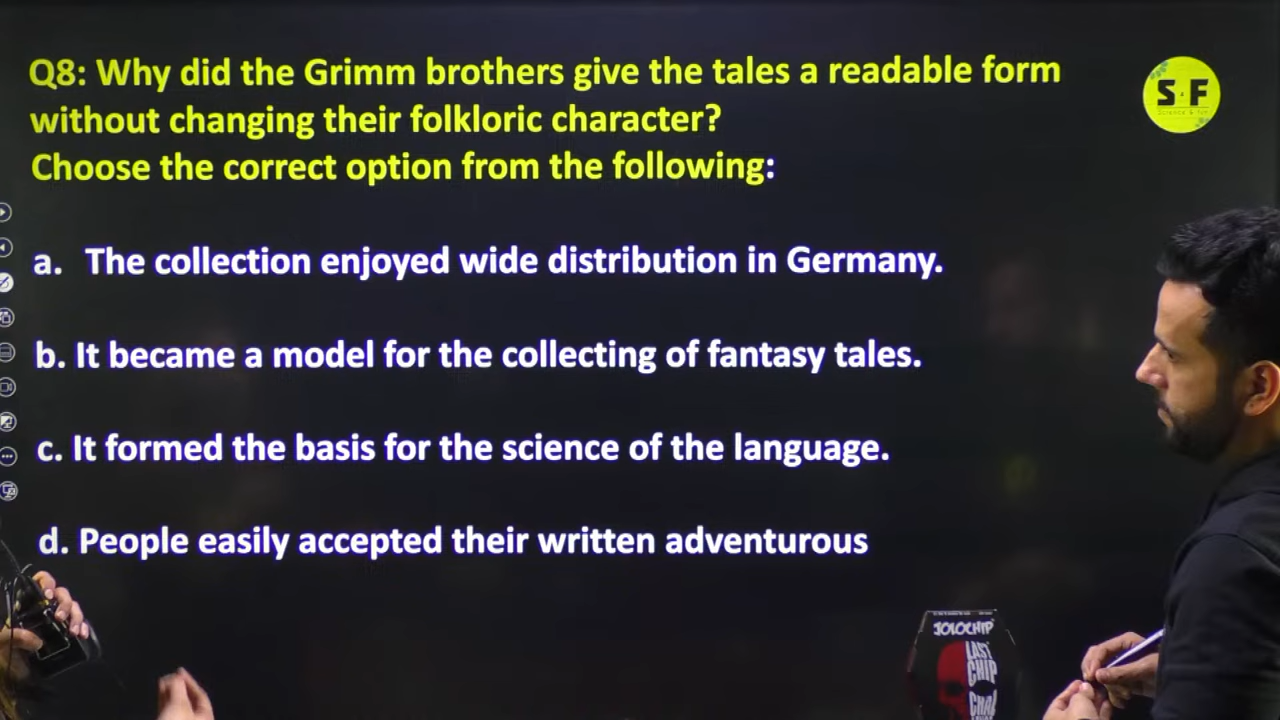 Q8: Why did the Grimm brothers give the tales a readable form
without changing their folkloric character?
Choose the correct option from the following:
S F
a. The collection enjoyed wide distribution in Germany.
b. It became a model for the collecting of fantasy tales.
c. It formed the basis for the science of the language.
d. People easily accepted their written adventurous
JOLOCHIP
LAST
CHIP